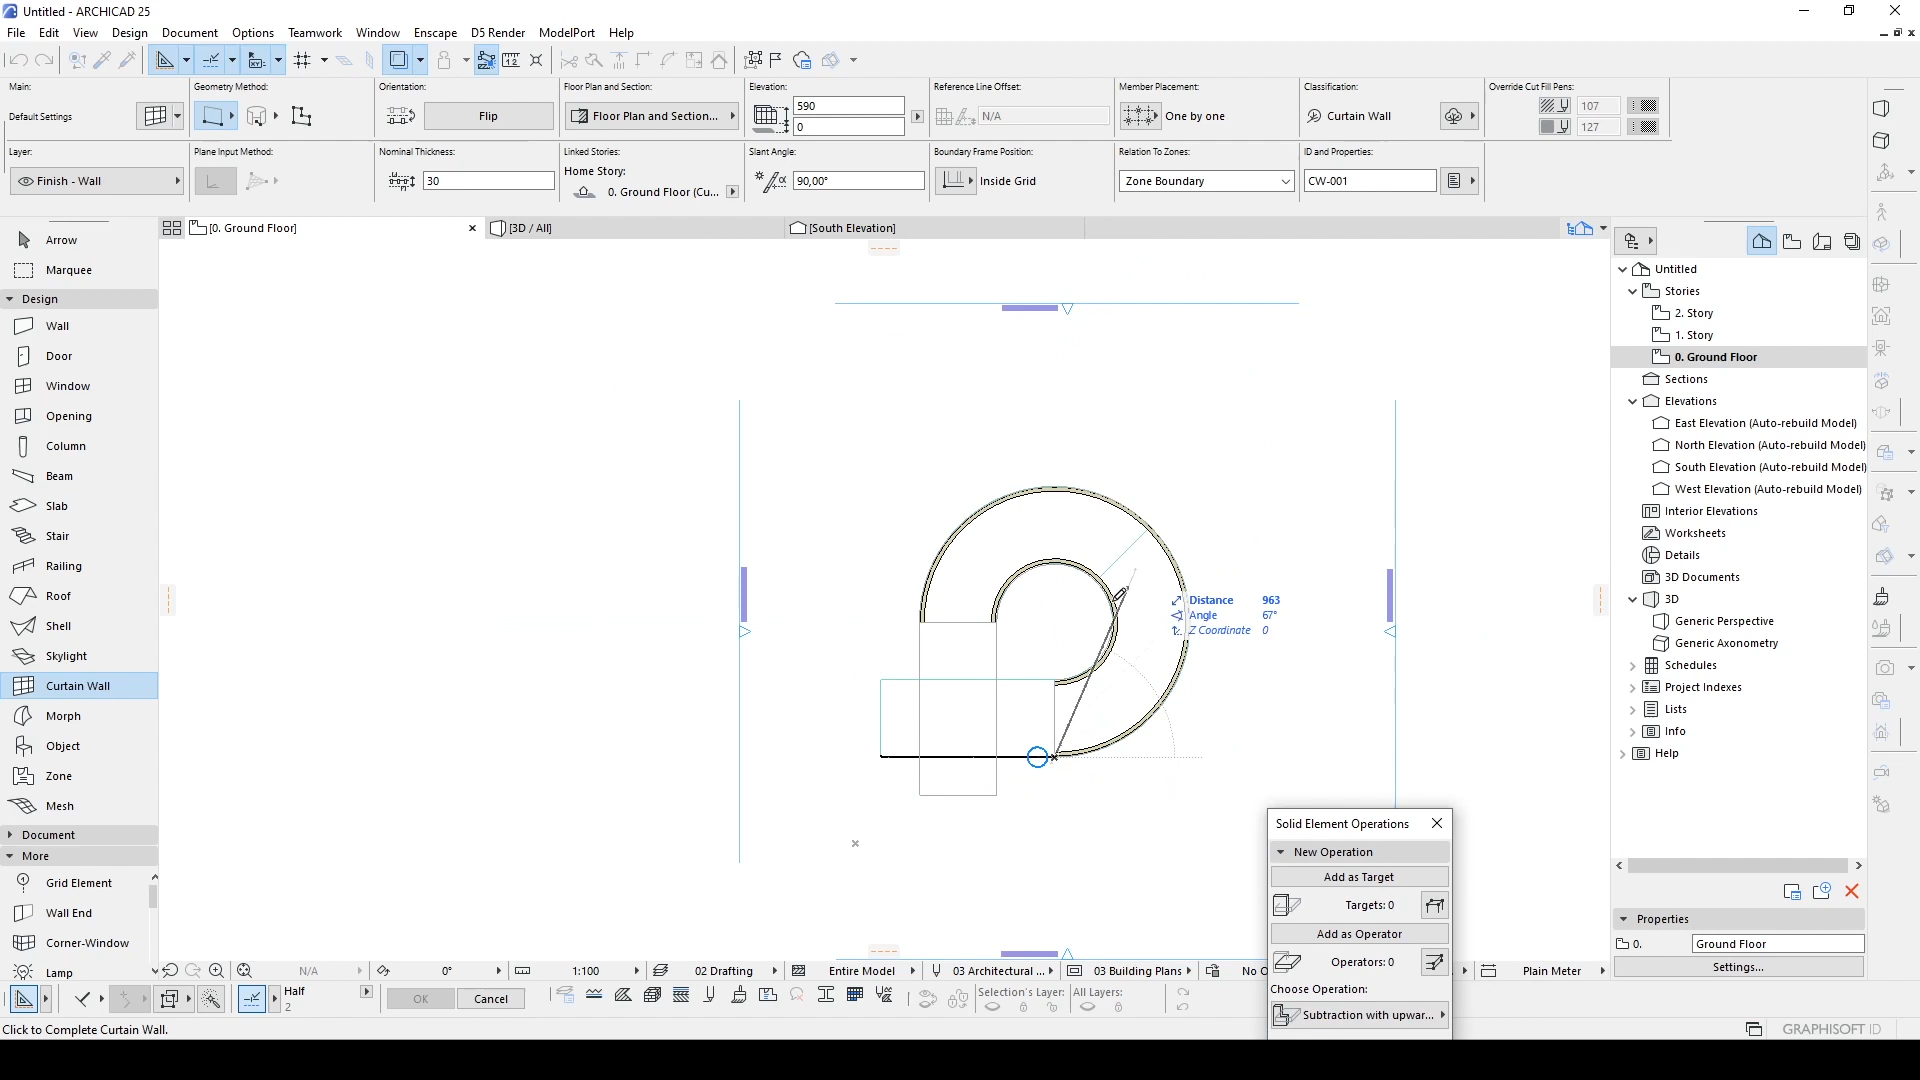 Untitled - ARCHICAD 25
File Edit View Design Document Options Teamwork Window Enscape D5 Render ModelPort Help
Main: Geometry Method: Orientation: Floor Plan and Section: Elevation: Reference Line Offset: Member Placement: Classification: Override Cut Fill Pens:
Default Settings Flip Floor Plan and Section... 590 0 N/A One by one Curtain Wall 107 127
Layer: Plane Input Method: Nominal Thickness: Linked Stories: Slant Angle: Boundary Frame Position: Relation To Zones: ID and Properties:
Finish - Wall 30 Home Story: 0. Ground Floor (Cu... 90,00° Inside Grid Zone Boundary CW-001
[0. Ground Floor] [3D / All] [South Elevation]
Arrow
Marquee
Design
Wall
Door
Window
Opening
Column
Beam
Slab
Stair
Railing
Roof
Shell
Skylight
Curtain Wall
Morph
Object
Zone
Mesh
Document
More
Grid Element
Wall End
Corner-Window
Lamp
Distance 963
Angle 67°
Z Coordinate 0
Solid Element Operations
New Operation
Add as Target
Targets: 0
Add as Operator
Operators: 0
Choose Operation:
Subtraction with upwar...
Untitled
Stories
2. Story
1. Story
0. Ground Floor
Sections
Elevations
East Elevation (Auto-rebuild Model)
North Elevation (Auto-rebuild Model)
South Elevation (Auto-rebuild Model)
West Elevation (Auto-rebuild Model)
Interior Elevations
Worksheets
Details
3D Documents
3D
Generic Perspective
Generic Axonometry
Schedules
Project Indexes
Lists
Info
Help
Properties
0. Ground Floor
Settings...
N/A 0° 1:100 02 Drafting Entire Model 03 Architectural ... 03 Building Plans No O Plain Meter
Half
2
OK Cancel Selection's Layer: All Layers:
Click to Complete Curtain Wall.
GRAPHISOFT ID